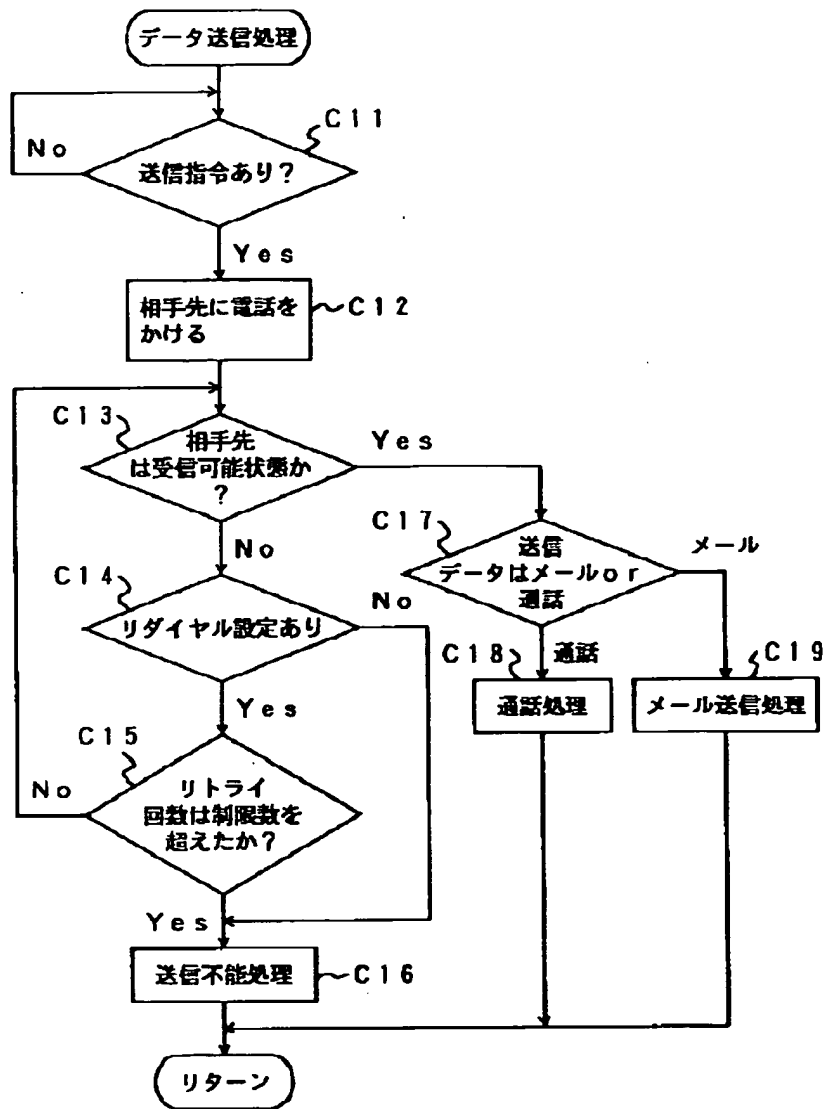 データ送信処理
C11
No
送信指令あり？
Yes
相手先に電話を
かける
C12
C13
相手先
は受信可能状態か
？
Yes
No
C17
送信
データはメールor
通話
メール
C14
リダイヤル設定あり
No
通話
C18
C19
通話処理
メール送信処理
Yes
C15
No
リトライ
回数は制限数を
超えたか？
Yes
送信不能処理
C16
リターン